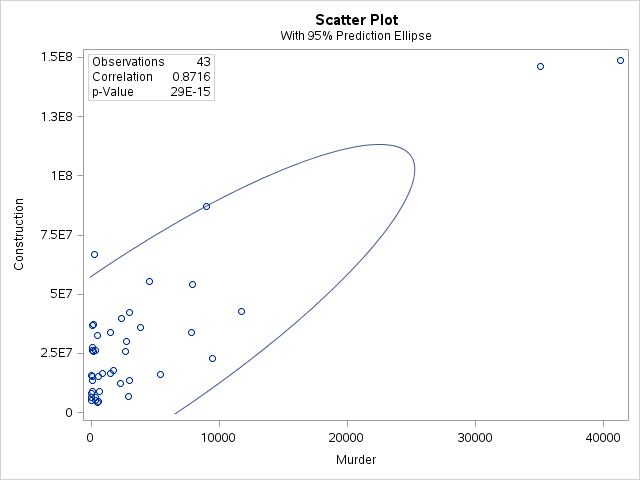 Scatter Plot
With 95% Prediction Ellipse
Observations 43
Correlation 0.8716
p-Value 29E-15
1.5E8
1.3E8
1E8
7.5E7
5E7
2.5E7
0
Construction
0 10000 20000 30000 40000
Murder